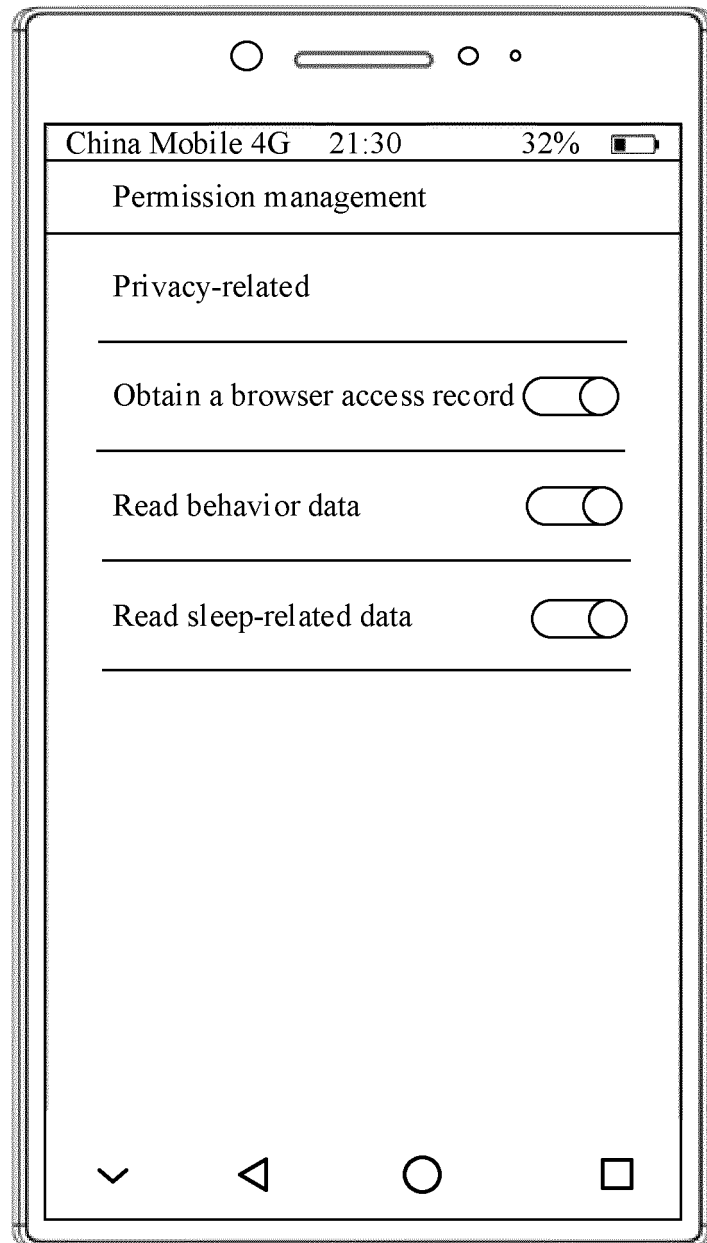 China Mobile 4G 21:30 32%
Permission management
Privacy-related
Obtain a browser access record
Read behavior data
Read sleep-related data